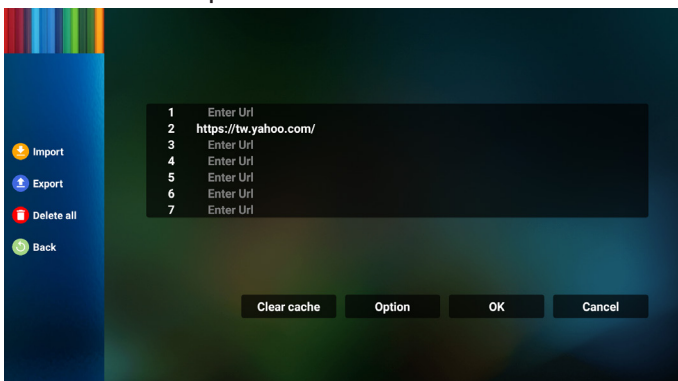 Import
Export
Delete all
Back
1 Enter Url
2 https://tw.yahoo.com/
3 Enter Url
4 Enter Url
5 Enter Url
6 Enter Url
7 Enter Url
Clear cache Option OK Cancel